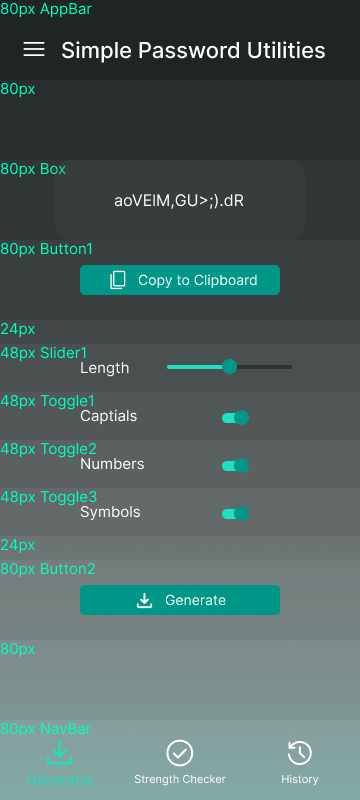 80px AppBar
Simple Password Utilities
80px
80px Box
aoVElM,GU>;).dR
80px Button1
Copy to Clipboard
24px
48px Slider1
Length
48px Toggle1
Captials
48px Toggle2
Numbers
48px Toggle3
Symbols
24px
80px Button2
Generate
80px
80px NavBar
Generator
Strength Checker
History